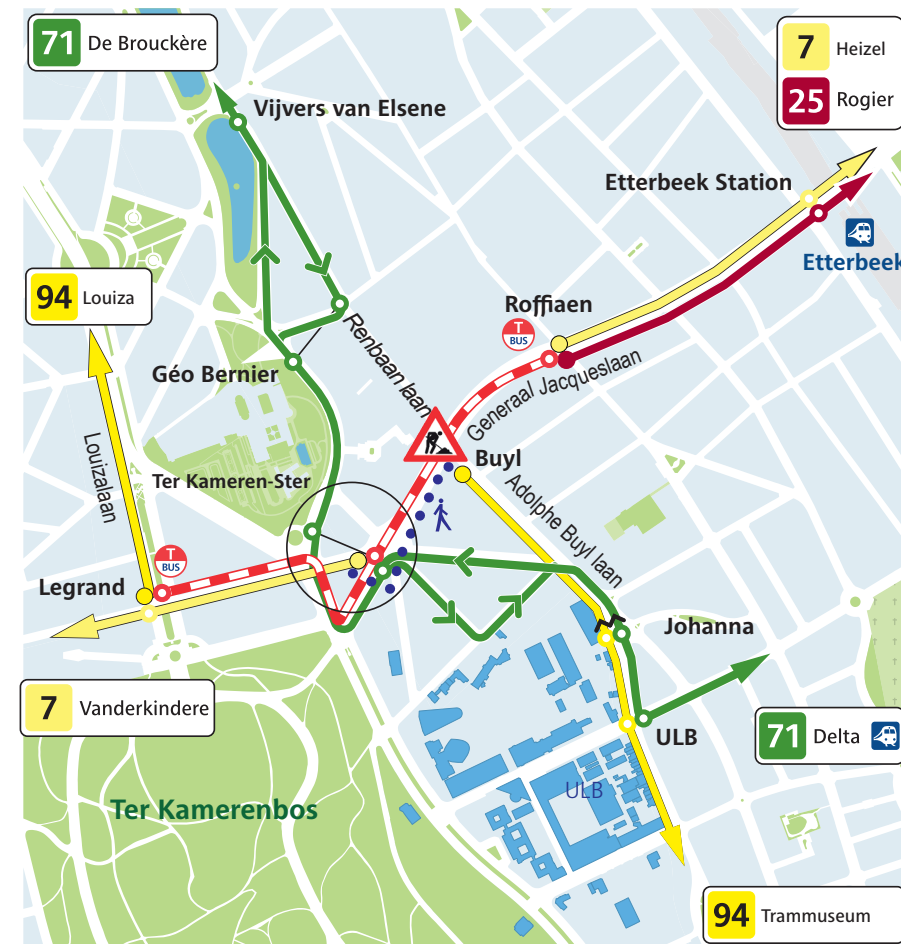 71 De Brouckère
7 Heizel
25 Rogier
Vijvers van Elsene
Etterbeek Station
Etterbeek
94 Louiza
Roffiaen
T
BUS
Renbaan laan
Generaal Jacqueslaan
Géo Bernier
Buyl
Louizalaan
Ter Kameren-Ster
Adolphe Buyl laan
T
BUS
Legrand
Johanna
7 Vanderkindere
ULB
71 Delta
ULB
Ter Kamerenbos
94 Trammuseum